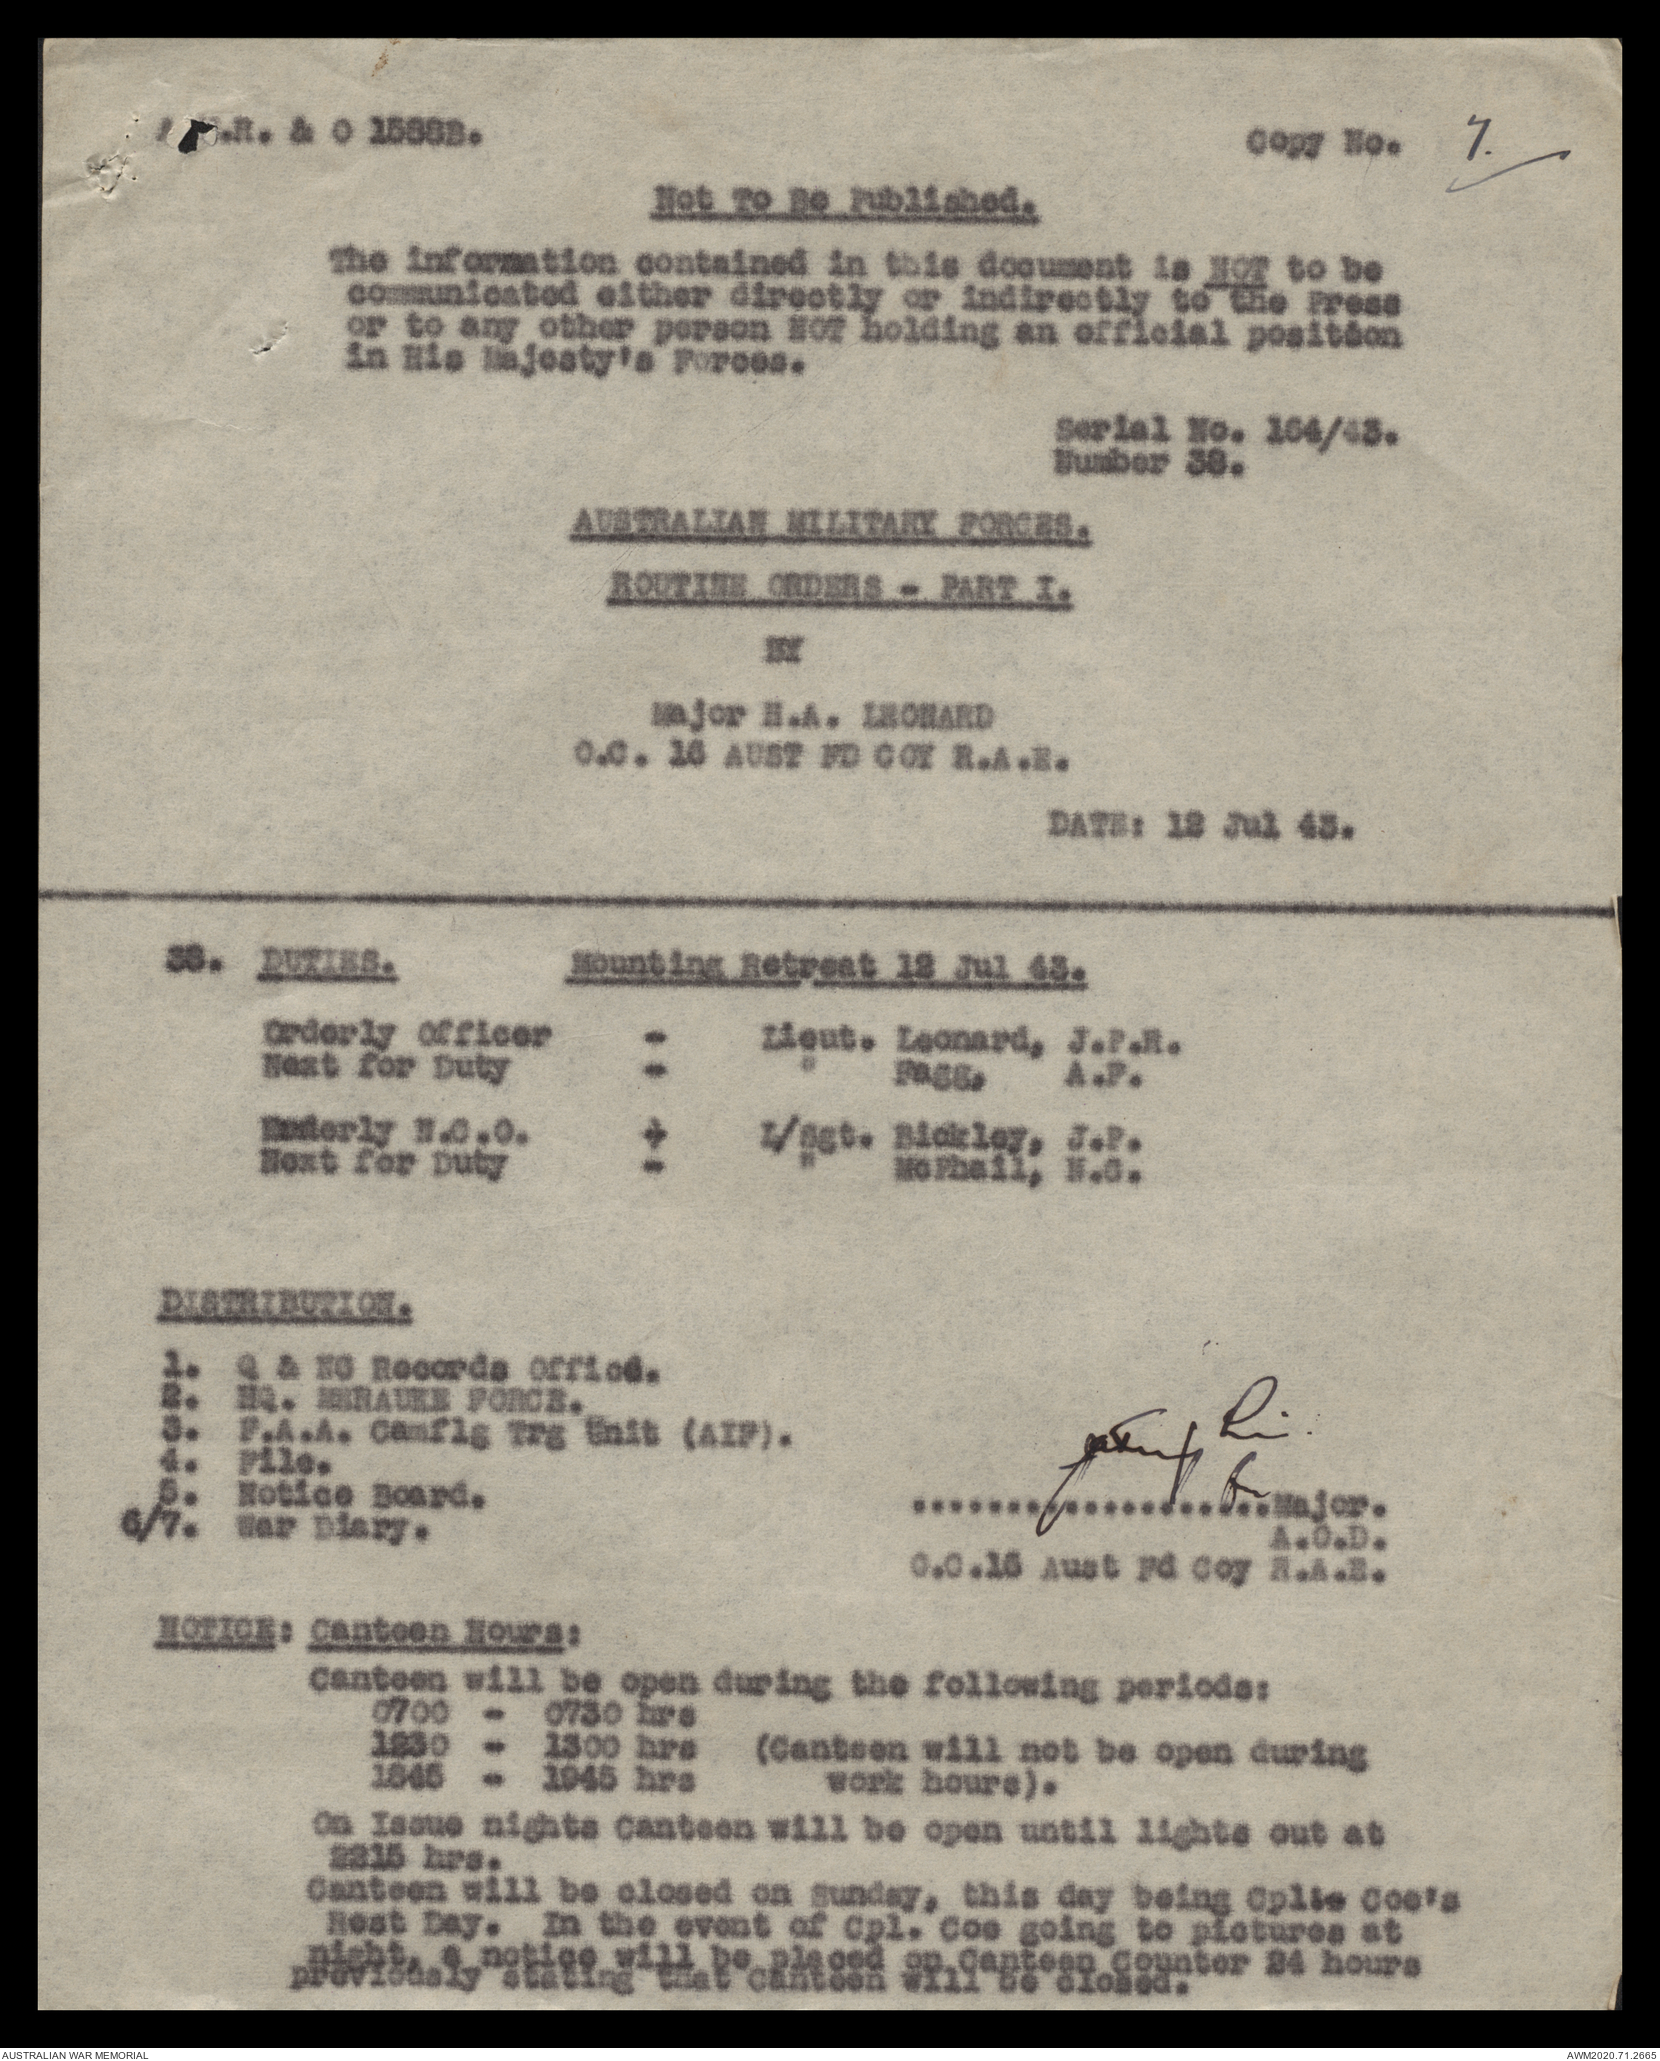 .R. & O 1588B.
Copy No. 7.
Not To Be Published.
The information contained in this document is NOT to be
communicated either directly or indirectly to the Press
or to any other person NOT holding an official position
in His Majesty's Forces.
Serial No. 164/43.
Number 38.
AUSTRALIAN MILITARY FORCES.
ROUTINE ORDERS - PART I.
BY
Major H.A. LEONARD
O.C. 16 AUST FD COY R.A.E.
DATE: 12 Jul 43.
38. DUTIES. Mounting Retreat 12 Jul 43.
Orderly Officer - Lieut. Leonard, J.P.R.
Next for Duty - " Fagg, A.F.
Orderly N.C.O. - L/Sgt. Bickley, J.P.
Next for Duty - " McPhail, N.G.
DISTRIBUTION.
1. Q & NG Records Office.
2. HQ. MERAUKE FORCE.
3. F.A.A. Camflg Trg Unit (AIF).
4. File.
5. Notice Board.
6/7. War Diary.
....................Major.
A.O.D.
O.C.16 Aust Fd Coy R.A.E.
NOTICE: Canteen Hours:
Canteen will be open during the following periods:
0700 - 0730 hrs
1230 - 1300 hrs (Canteen will not be open during
1845 - 1945 hrs work hours).
On Issue nights Canteen will be open until lights out at
2215 hrs.
Canteen will be closed on Sunday, this day being Cpl. Coe's
Rest Day. In the event of Cpl. Coe going to pictures at
night, a notice will be placed on Canteen Counter 24 hours
previously stating that Canteen will be closed.
AUSTRALIAN WAR MEMORIAL
AWM2020.71.2665